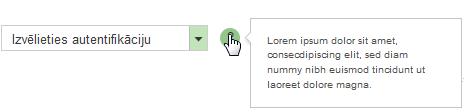 Izvēlieties autentifikāciju
Lorem ipsum dolor sit amet,
consecdipiscing elit, sed diam
nummy nibh euismod tincidunt ut
laoreet dolore magna.